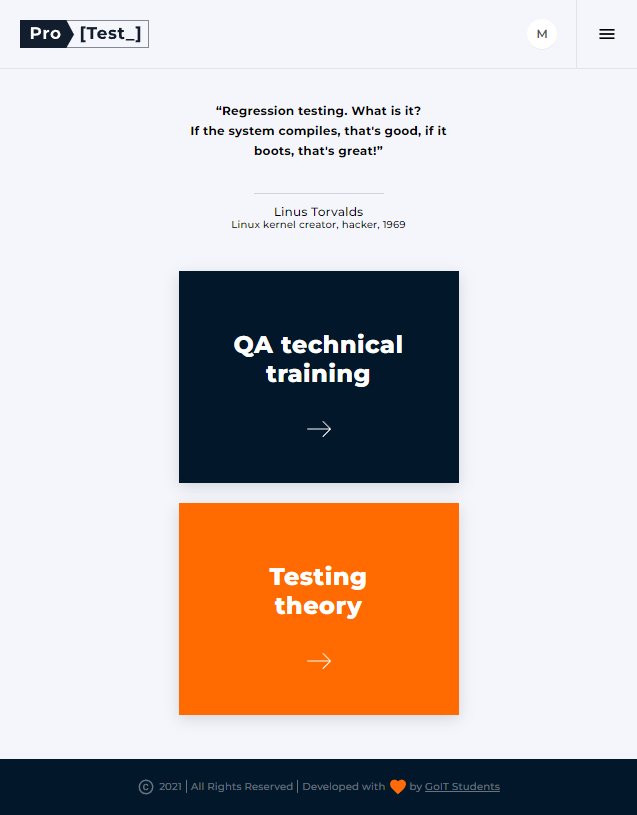 Pro [Test_]
M
“Regression testing. What is it?
If the system compiles, that's good, if it
boots, that's great!”
Linus Torvalds
Linux kernel creator, hacker, 1969
QA technical
training
Testing
theory
© 2021 | All Rights Reserved | Developed with 🧡 by GoIT Students